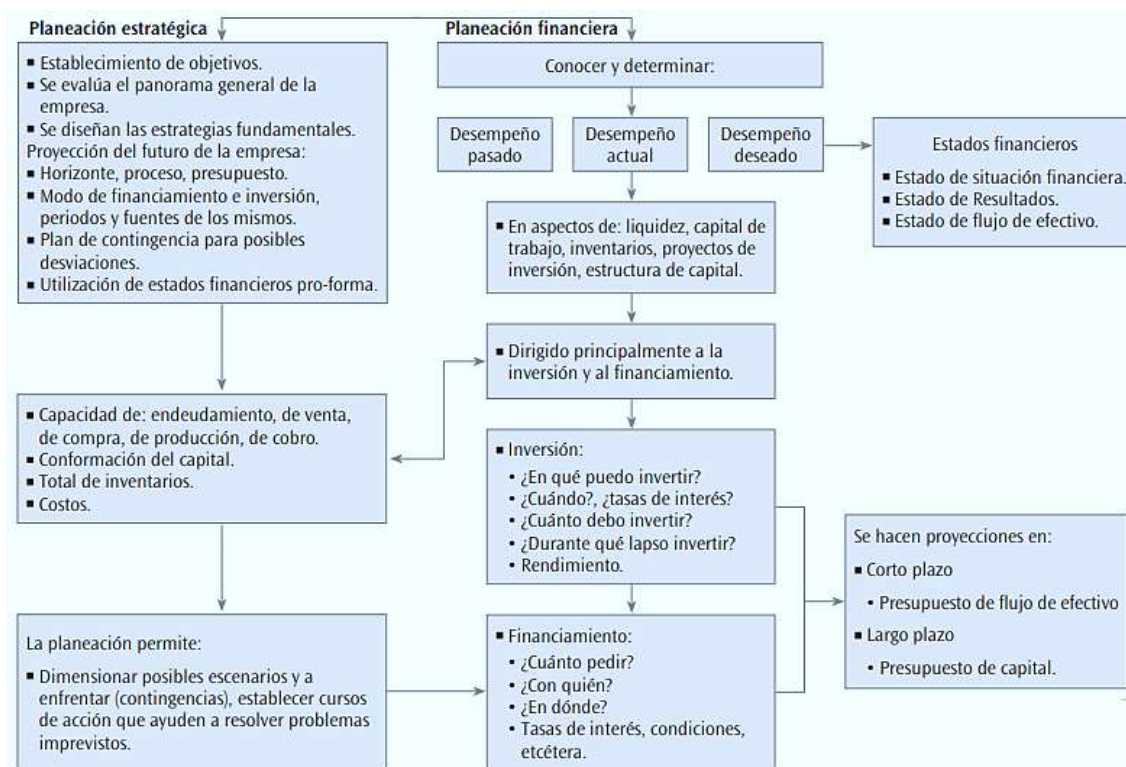 Planeación estratégica
■ Establecimiento de objetivos.
■ Se evalúa el panorama general de la
empresa.
■ Se diseñan las estrategias fundamentales.
Proyección del futuro de la empresa:
■ Horizonte, proceso, presupuesto.
■ Modo de financiamiento e inversión,
periodos y fuentes de los mismos.
■ Plan de contingencia para posibles
desviaciones.
■ Utilización de estados financieros pro-forma.
■ Capacidad de: endeudamiento, de venta,
de compra, de producción, de cobro.
■ Conformación del capital.
■ Total de inventarios.
■ Costos.
La planeación permite:
■ Dimensionar posibles escenarios y a
enfrentar (contingencias), establecer cursos
de acción que ayuden a resolver problemas
imprevistos.
Planeación financiera
Conocer y determinar:
Desempeño
pasado
Desempeño
actual
Desempeño
deseado
Estados financieros
■ Estado de situación financiera.
■ Estado de Resultados.
■ Estado de flujo de efectivo.
■ En aspectos de: liquidez, capital de
trabajo, inventarios, proyectos de
inversión, estructura de capital.
■ Dirigido principalmente a la
inversión y al financiamiento.
■ Inversión:
• ¿En qué puedo invertir?
• ¿Cuándo?, ¿tasas de interés?
• ¿Cuánto debo invertir?
• ¿Durante qué lapso invertir?
• Rendimiento.
■ Financiamiento:
• ¿Cuánto pedir?
• ¿Con quién?
• ¿En dónde?
• Tasas de interés, condiciones,
etcétera.
Se hacen proyecciones en:
■ Corto plazo
• Presupuesto de flujo de efectivo
■ Largo plazo
• Presupuesto de capital.